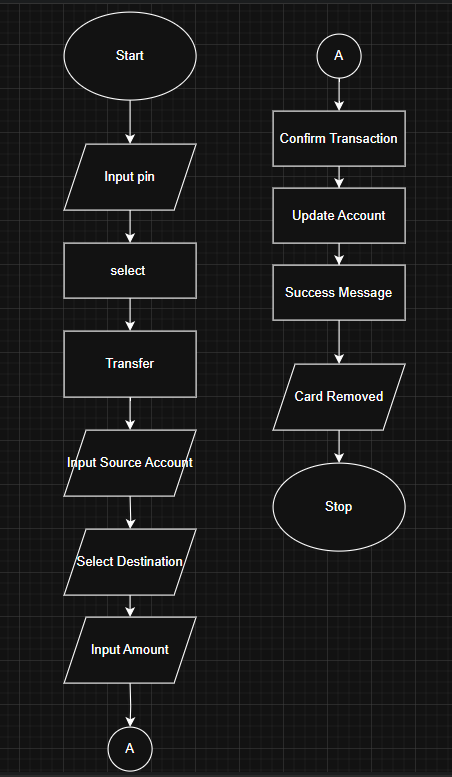 Start
Input pin
select
Transfer
Input Source Account
Select Destination
Input Amount
A
A
Confirm Transaction
Update Account
Success Message
Card Removed
Stop